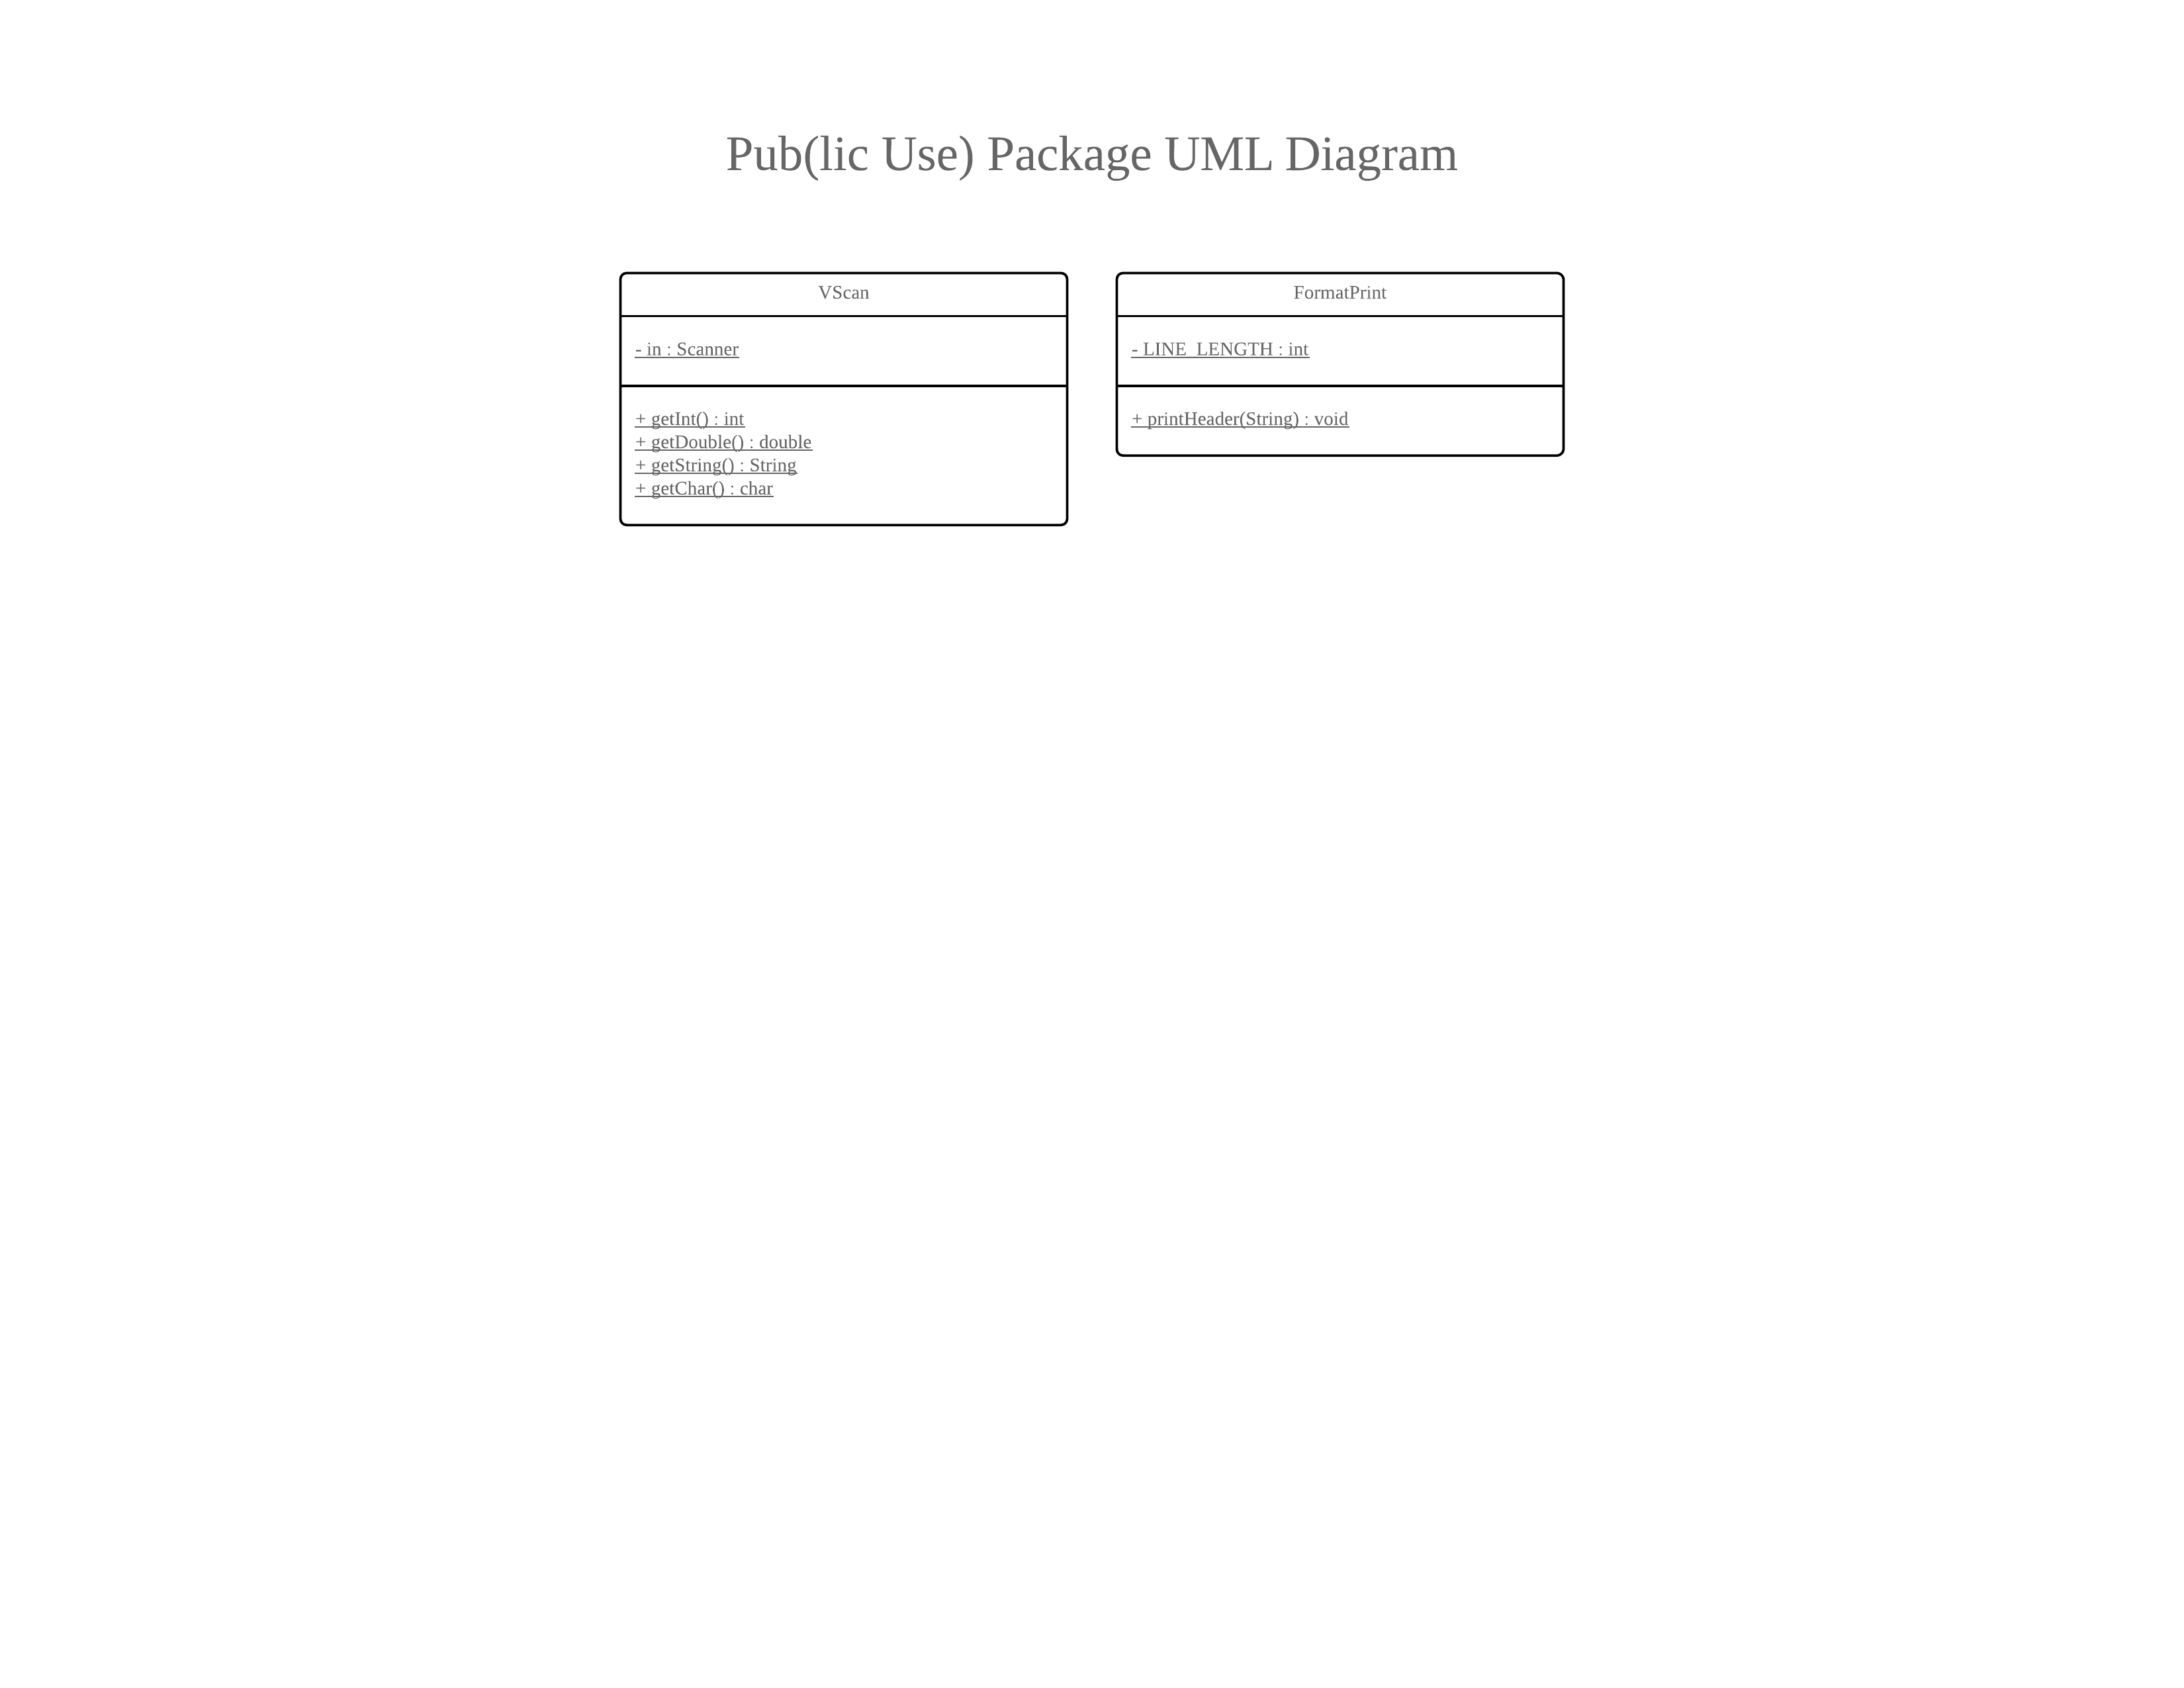 Pub(lic Use) Package UML Diagram
VScan
- in : Scanner
+ getInt() : int
+ getDouble() : double
+ getString() : String
+ getChar() : char
FormatPrint
- LINE_LENGTH : int
+ printHeader(String) : void